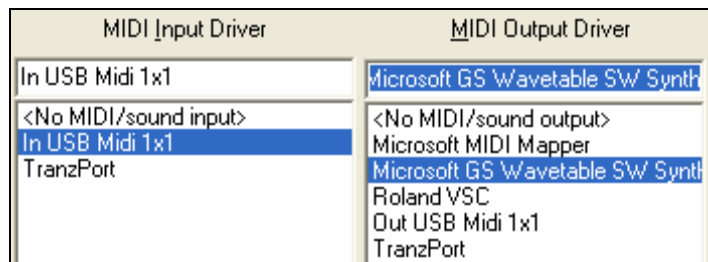 MIDI Input Driver
In USB Midi 1x1
<No MIDI/sound input>
In USB Midi 1x1
TranzPort
MIDI Output Driver
Microsoft GS Wavetable SW Synth
<No MIDI/sound output>
Microsoft MIDI Mapper
Microsoft GS Wavetable SW Synth
Roland VSC
Out USB Midi 1x1
TranzPort